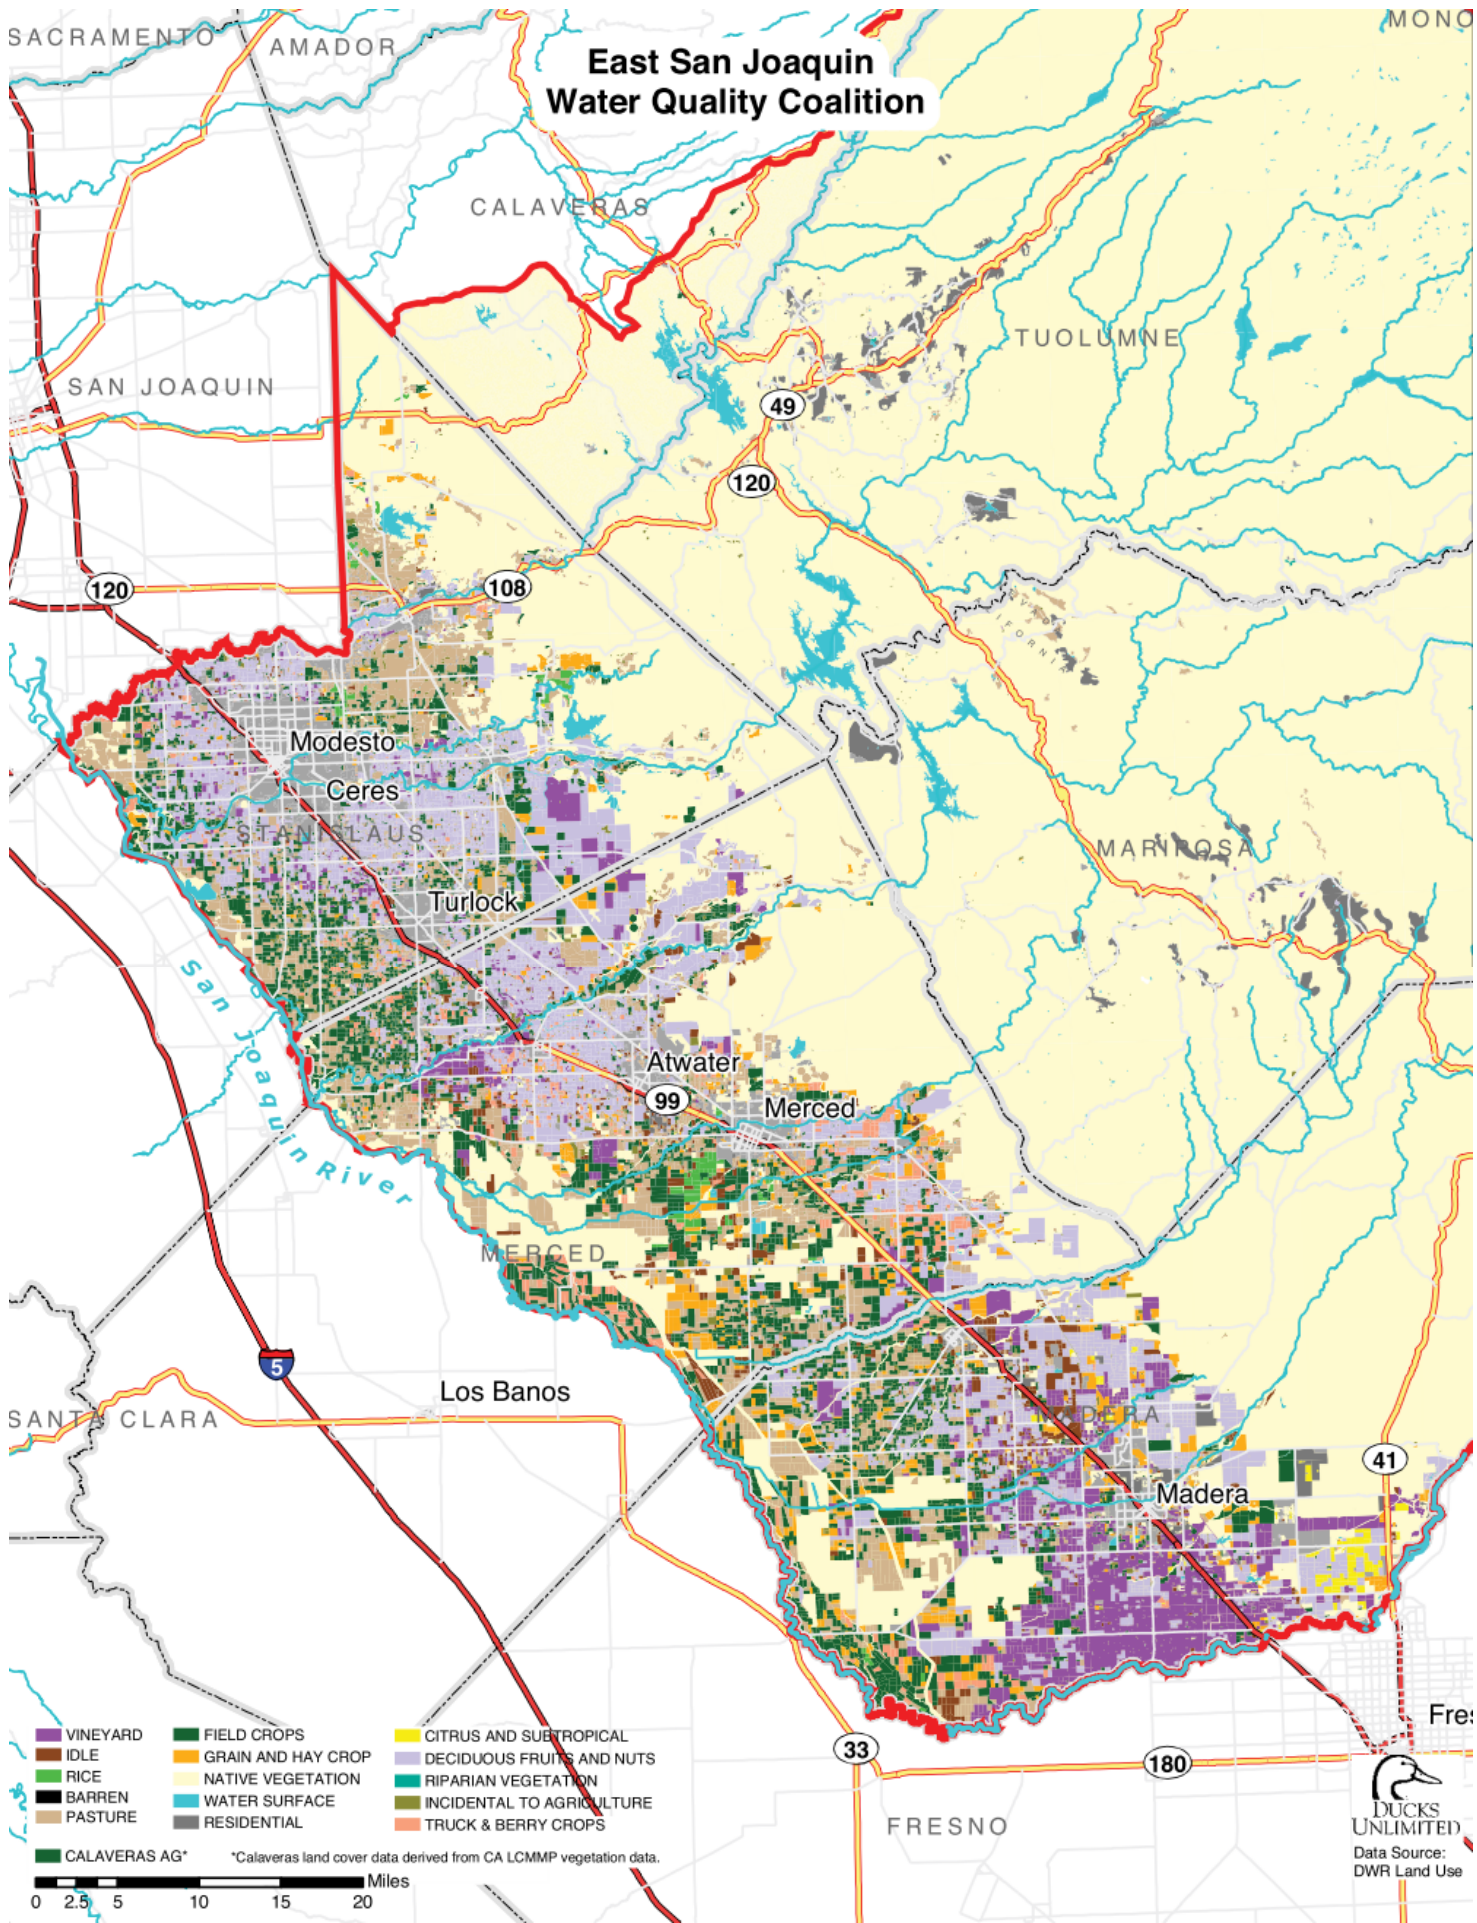 SACRAMENTO
AMADOR
MONO
East San Joaquin
Water Quality Coalition
CALAVERAS
TUOLUMNE
SAN JOAQUIN
49
120
120
108
Modesto
Ceres
STANISLAUS
MARIPOSA
Turlock
San Joaquin River
Atwater
99
Merced
MERCED
5
Los Banos
SANTA CLARA
MADERA
41
Madera
Fres
33
180
FRESNO
VINEYARD
IDLE
RICE
BARREN
PASTURE
FIELD CROPS
GRAIN AND HAY CROP
NATIVE VEGETATION
WATER SURFACE
RESIDENTIAL
CITRUS AND SUBTROPICAL
DECIDUOUS FRUITS AND NUTS
RIPARIAN VEGETATION
INCIDENTAL TO AGRICULTURE
TRUCK & BERRY CROPS
CALAVERAS AG*
*Calaveras land cover data derived from CA LCMMP vegetation data.
Miles
0 2.5 5 10 15 20
DUCKS
UNLIMITED
Data Source:
DWR Land Use